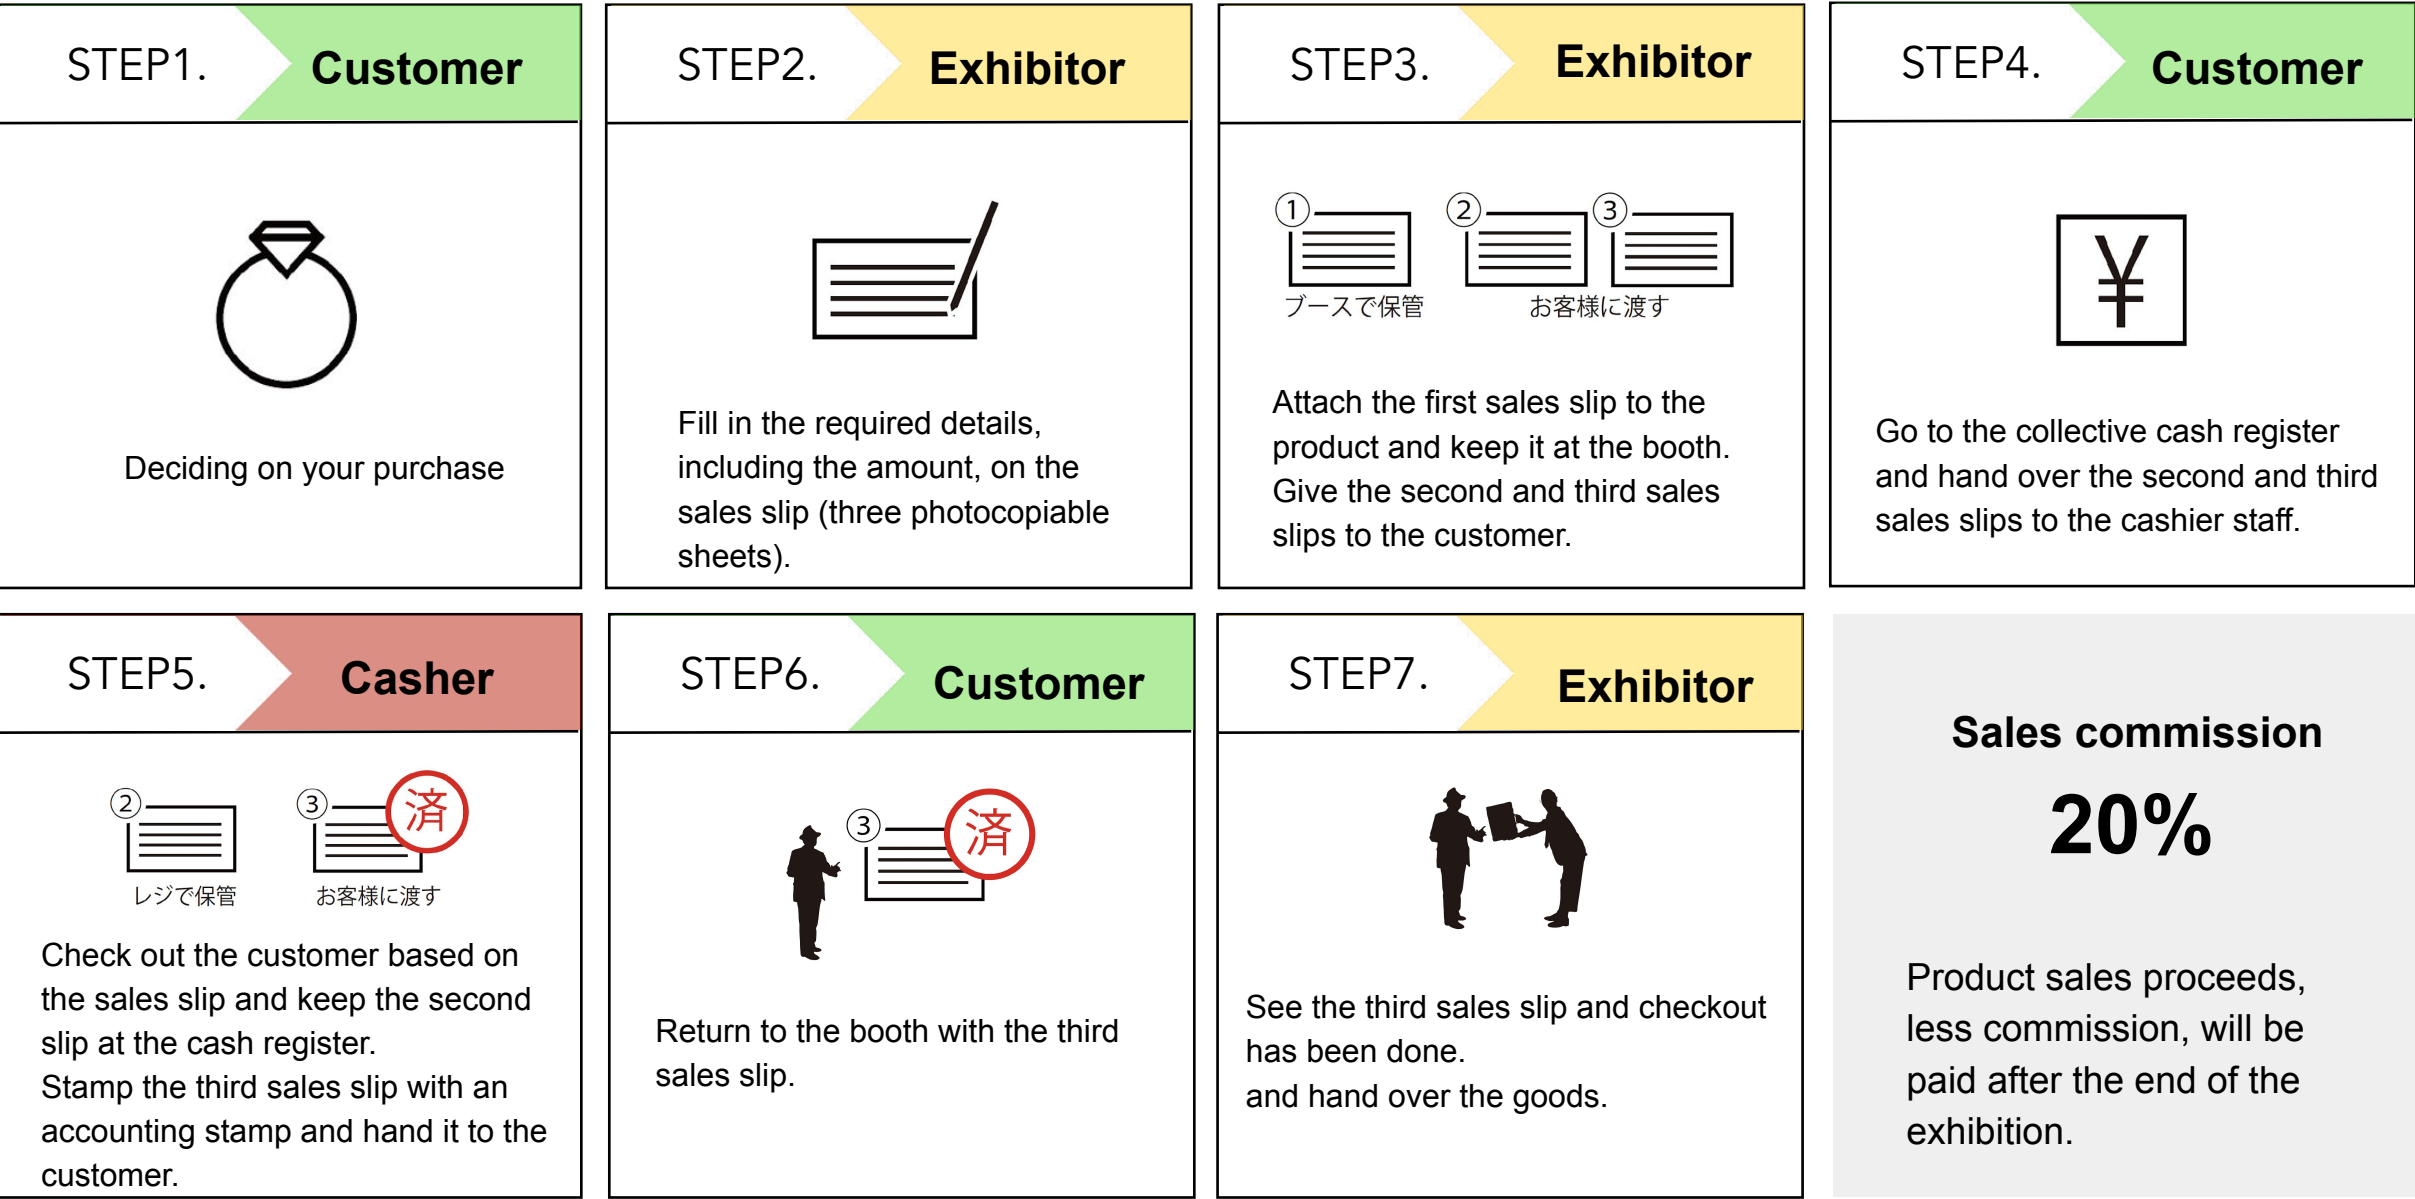 STEP1.
Customer
Deciding on your purchase
STEP2.
Exhibitor
Fill in the required details,
including the amount, on the
sales slip (three photocopiable
sheets).
STEP3.
Exhibitor
① ② ③
ブースで保管
お客様に渡す
Attach the first sales slip to the
product and keep it at the booth.
Give the second and third sales
slips to the customer.
STEP4.
Customer
¥
Go to the collective cash register
and hand over the second and third
sales slips to the cashier staff.
STEP5.
Casher
② ③ 済
レジで保管
お客様に渡す
Check out the customer based on
the sales slip and keep the second
slip at the cash register.
Stamp the third sales slip with an
accounting stamp and hand it to the
customer.
STEP6.
Customer
③ 済
Return to the booth with the third
sales slip.
STEP7.
Exhibitor
See the third sales slip and checkout
has been done.
and hand over the goods.
Sales commission
20%
Product sales proceeds,
less commission, will be
paid after the end of the
exhibition.